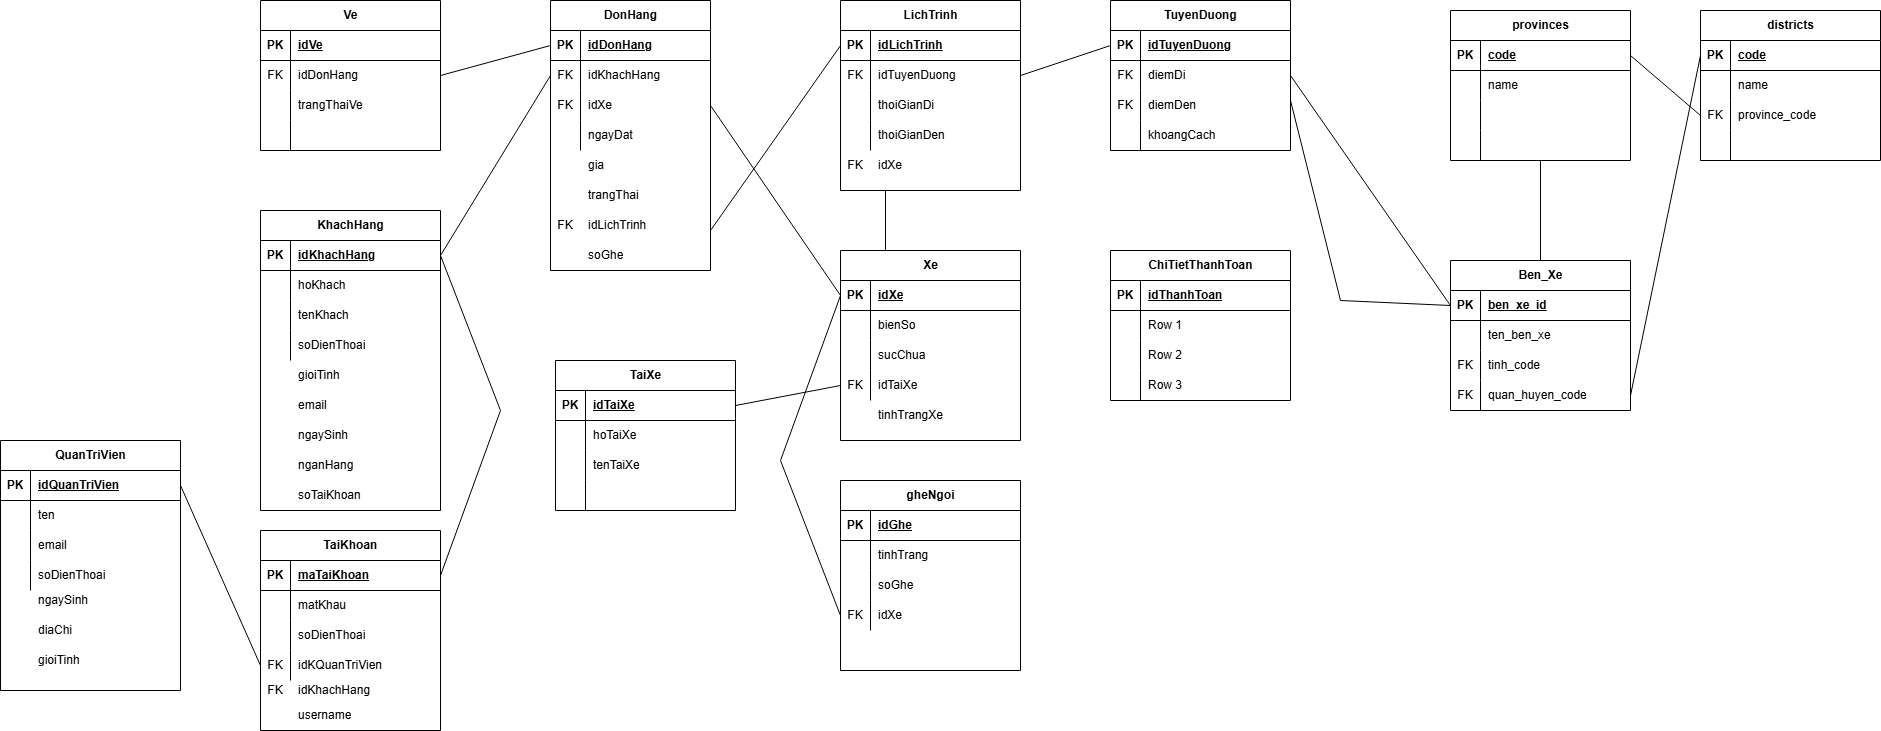 Ve
PK idVe
FK idDonHang
trangThaiVe
DonHang
PK idDonHang
FK idKhachHang
FK idXe
ngayDat
gia
trangThai
FK idLichTrinh
soGhe
LichTrinh
PK idLichTrinh
FK idTuyenDuong
thoiGianDi
thoiGianDen
FK idXe
TuyenDuong
PK idTuyenDuong
FK diemDi
FK diemDen
khoangCach
provinces
PK code
name
districts
PK code
name
FK province_code
KhachHang
PK idKhachHang
hoKhach
tenKhach
soDienThoai
gioiTinh
email
ngaySinh
nganHang
soTaiKhoan
Xe
PK idXe
bienSo
sucChua
FK idTaiXe
tinhTrangXe
ChiTietThanhToan
PK idThanhToan
Row 1
Row 2
Row 3
Ben_Xe
PK ben_xe_id
ten_ben_xe
FK tinh_code
FK quan_huyen_code
TaiXe
PK idTaiXe
hoTaiXe
tenTaiXe
QuanTriVien
PK idQuanTriVien
ten
email
soDienThoai
ngaySinh
diaChi
gioiTinh
TaiKhoan
PK maTaiKhoan
matKhau
soDienThoai
FK idKQuanTriVien
FK idKhachHang
username
gheNgoi
PK idGhe
tinhTrang
soGhe
FK idXe